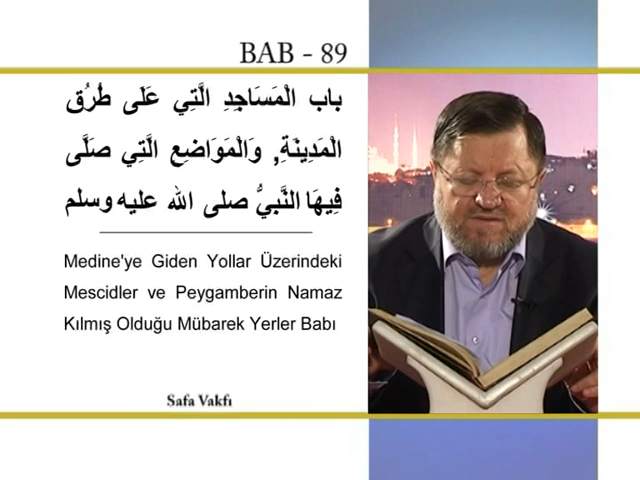 BAB - 89
باب الْمَسَاجِدِ الَّتِي عَلَى طُرُق
الْمَدِينَةِ, وَالْمَوَاضِعِ الَّتِي صَلَّى
فِيهَا النَّبِيُّ صلى الله عليه وسلم
Medine'ye Giden Yollar Üzerindeki
Mescidler ve Peygamberin Namaz
Kılmış Olduğu Mübarek Yerler Babı
Safa Vakfı